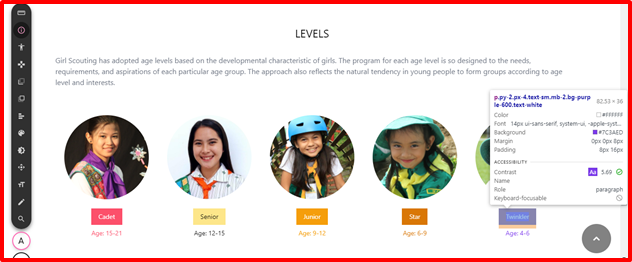 LEVELS
Girl Scouting has adopted age levels based on the developmental characteristic of girls. The program for each age level is so designed to the needs,
requirements, and aspirations of each particular age group. The approach also reflects the natural tendency in young people to form groups according to age
level and interests.
p.py-2.px-4.text-sm.mb-2.bg-purp
le-600.text-white
82.53 × 36
Color #FFFFFF
Font 14px ui-sans-serif, system-ui, -apple-syst...
Background #7C3AED
Margin 0px 0px 8px
Padding 8px 16px
ACCESSIBILITY
Contrast Aa 5.69
Name
Role paragraph
Keyboard-focusable
Cadet
Senior
Junior
Star
Twinkler
Age: 15-21
Age: 12-15
Age: 9-12
Age: 6-9
Age: 4-6
A